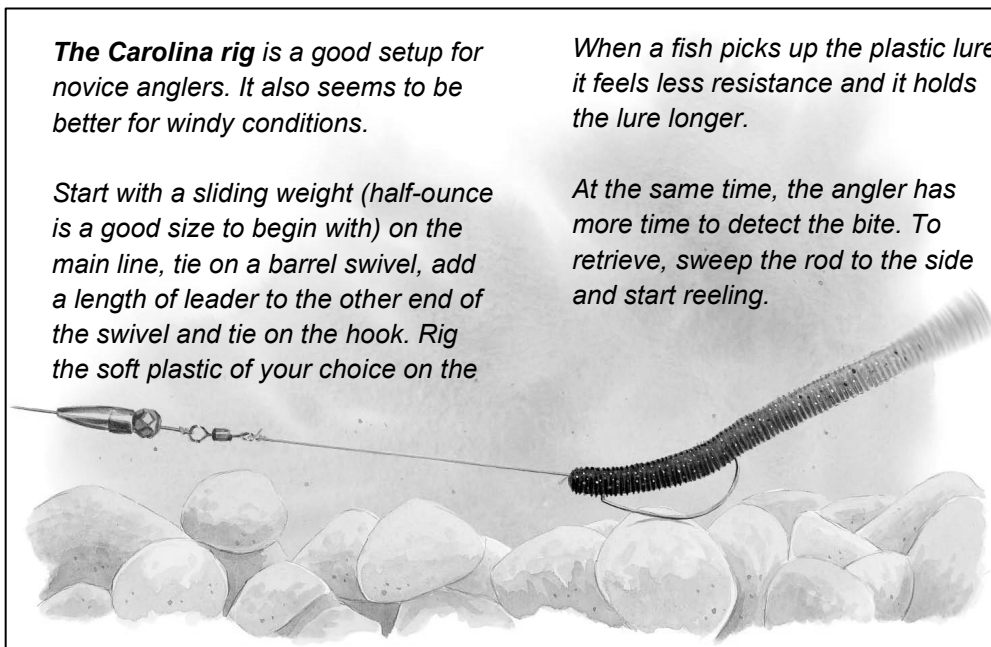 The Carolina rig is a good setup for
novice anglers. It also seems to be
better for windy conditions.
Start with a sliding weight (half-ounce
is a good size to begin with) on the
main line, tie on a barrel swivel, add
a length of leader to the other end of
the swivel and tie on the hook. Rig
the soft plastic of your choice on the
When a fish picks up the plastic lure
it feels less resistance and it holds
the lure longer.
At the same time, the angler has
more time to detect the bite. To
retrieve, sweep the rod to the side
and start reeling.